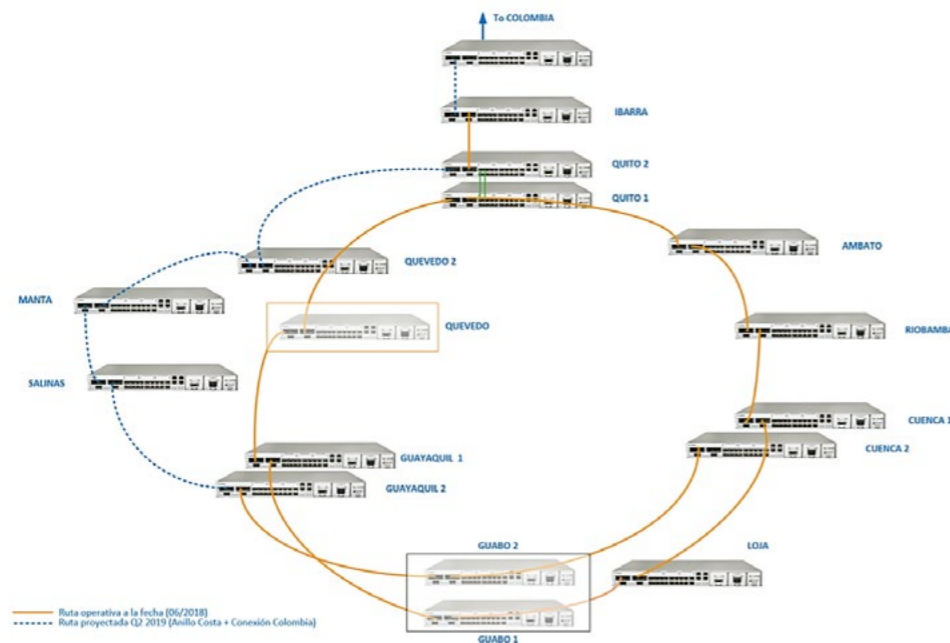 To COLOMBIA
IBARRA
QUITO 2
QUITO 1
AMBATO
QUEVEDO 2
MANTA
QUEVEDO
RIOBAMBA
SALINAS
CUENCA 1
CUENCA 2
GUAYAQUIL 1
GUAYAQUIL 2
GUABO 2
LOJA
GUABO 1
Ruta operativa a la fecha (06/2018)
Ruta proyectada Q2 2019 (Anillo Costa + Conexión Colombia)